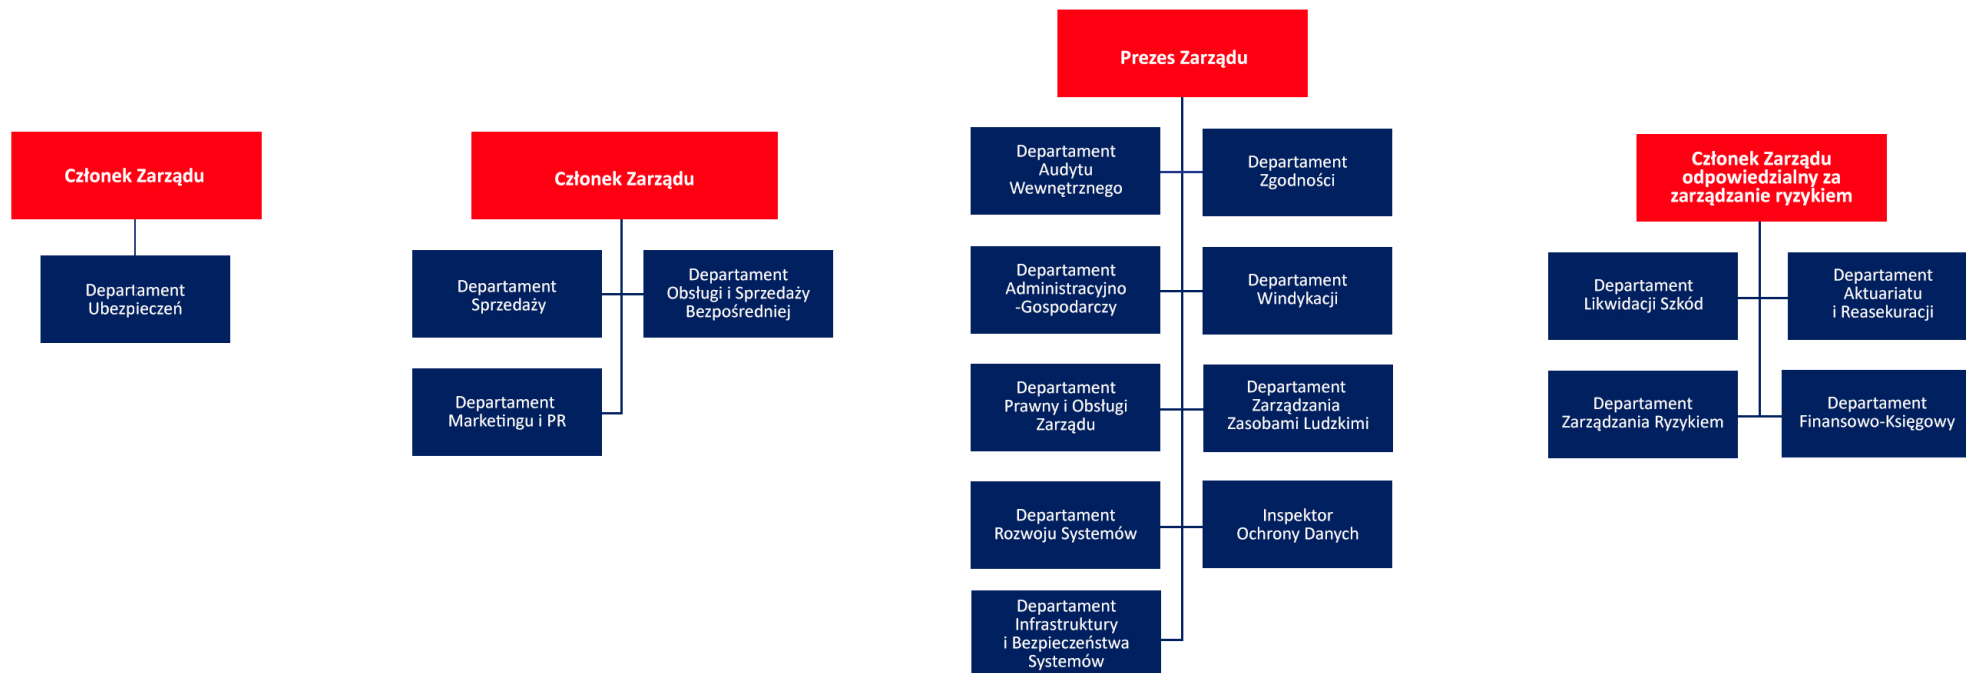 Członek Zarządu
Departament
Ubezpieczeń
Członek Zarządu
Departament
Sprzedaży
Departament
Obsługi i Sprzedaży
Bezpośredniej
Departament
Marketingu i PR
Prezes Zarządu
Departament
Audytu
Wewnętrznego
Departament
Zgodności
Departament
Administracyjno
-Gospodarczy
Departament
Windykacji
Departament
Prawny i Obsługi
Zarządu
Departament
Zarządzania
Zasobami Ludzkimi
Departament
Rozwoju Systemów
Inspektor
Ochrony Danych
Departament
Infrastruktury
i Bezpieczeństwa
Systemów
Członek Zarządu
odpowiedzialny za
zarządzanie ryzykiem
Departament
Likwidacji Szkód
Departament
Aktuariatu
i Reasekuracji
Departament
Zarządzania Ryzykiem
Departament
Finansowo-Księgowy